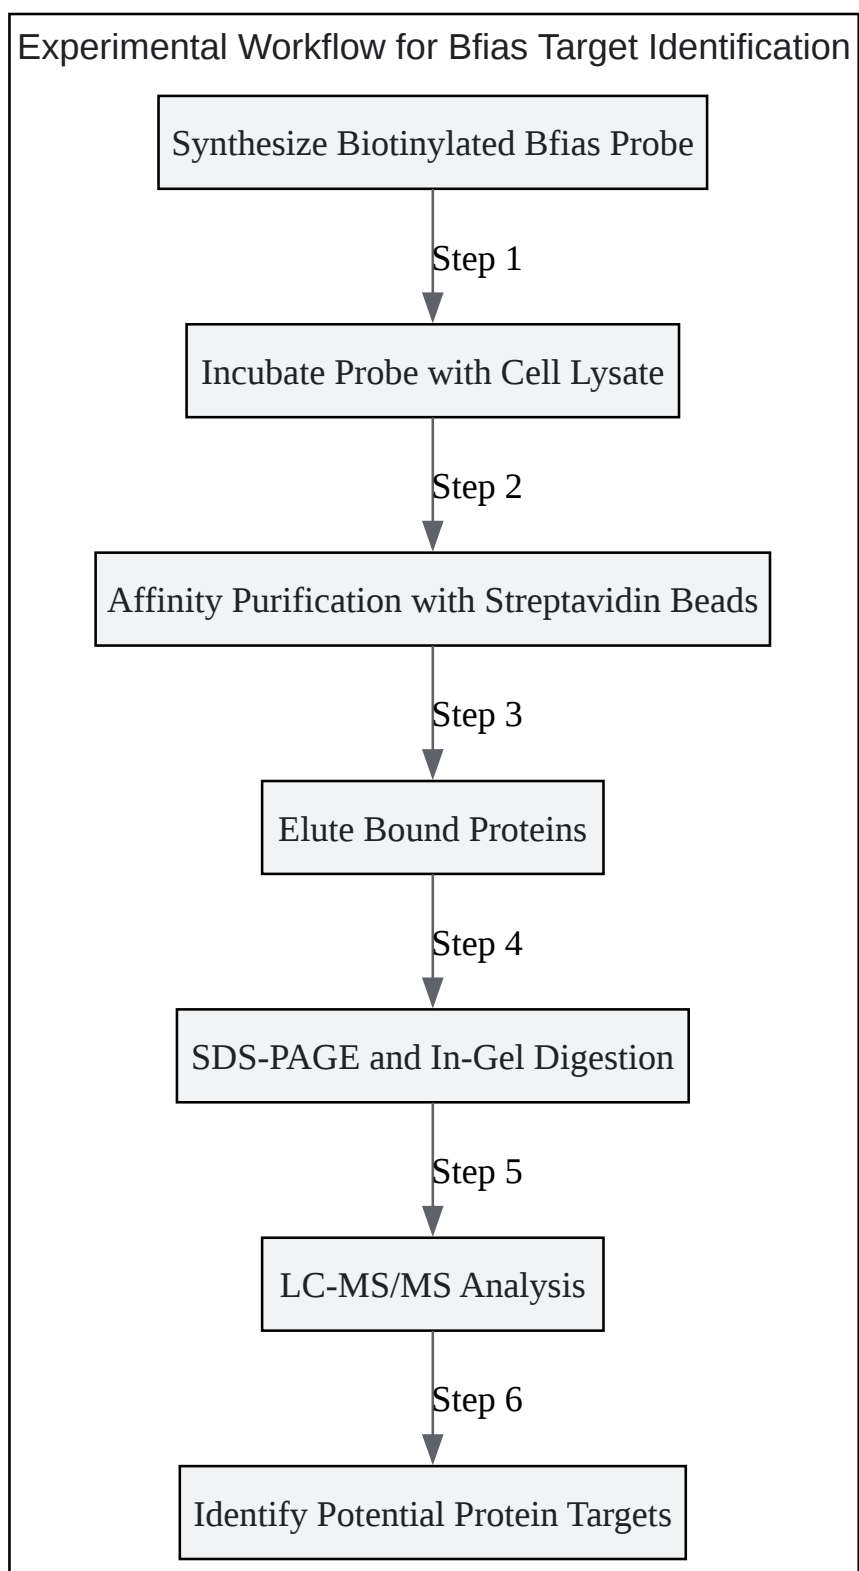 Experimental Workflow for Bfias Target Identification
Synthesize Biotinylated Bfias Probe
Step 1
Incubate Probe with Cell Lysate
Step 2
Affinity Purification with Streptavidin Beads
Step 3
Elute Bound Proteins
Step 4
SDS-PAGE and In-Gel Digestion
Step 5
LC-MS/MS Analysis
Step 6
Identify Potential Protein Targets